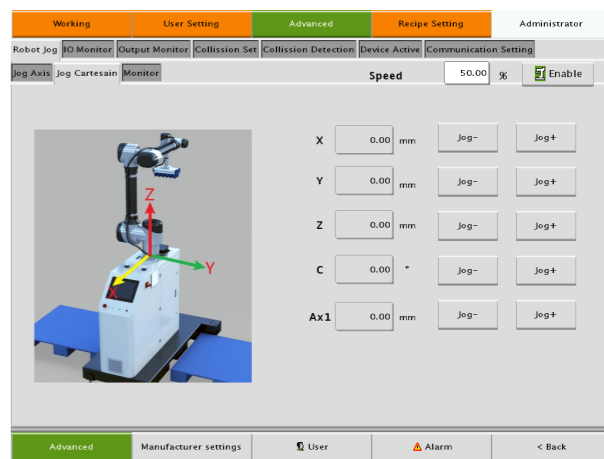 Working User Setting Advanced Recipe Setting Administrator
Robot Jog IO Monitor Output Monitor Collission Set Collission Detection Device Active Communication Setting
Jog Axis Jog Cartesain Monitor Speed 50.00 % Enable
X 0.00 mm Jog- Jog+
Y 0.00 mm Jog- Jog+
Z 0.00 mm Jog- Jog+
C 0.00 ° Jog- Jog+
Ax1 0.00 mm Jog- Jog+
Z
Y
X
Advanced Manufacturer settings User Alarm < Back